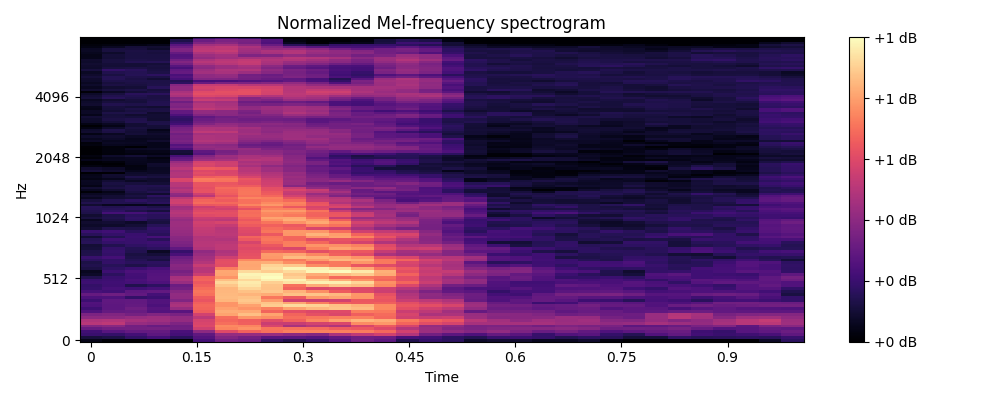 Normalized Mel-frequency spectrogram
Hz
4096
2048
1024
512
0
0 0.15 0.3 0.45 0.6 0.75 0.9
Time
+1 dB
+1 dB
+1 dB
+0 dB
+0 dB
+0 dB